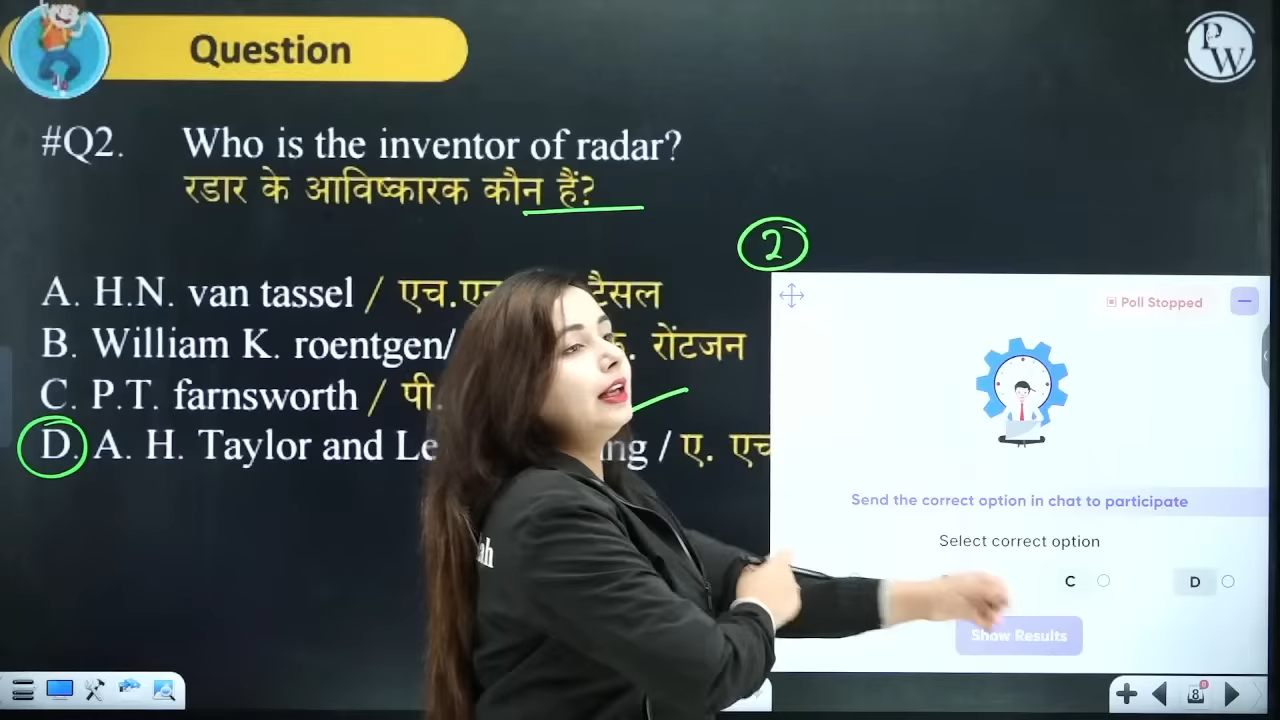 Question
PW
#Q2. Who is the inventor of radar?
रडार के आविष्कारक कौन हैं?
2
A. H.N. van tassel / एच.एन टैसल
B. William K. roentgen/ रोंटजन
C. P.T. farnsworth / पी.
D. A. H. Taylor and / ए. एच
Poll Stopped
Send the correct option in chat to participate
Select correct option
C D
Show Results
8